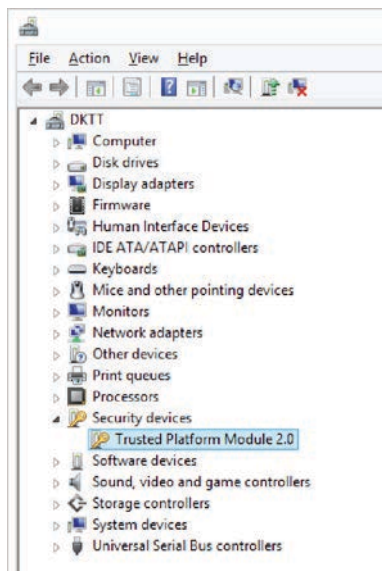 File Action View Help
DKTT
Computer
Disk drives
Display adapters
Firmware
Human Interface Devices
IDE ATA/ATAPI controllers
Keyboards
Mice and other pointing devices
Monitors
Network adapters
Other devices
Print queues
Processors
Security devices
Trusted Platform Module 2.0
Software devices
Sound, video and game controllers
Storage controllers
System devices
Universal Serial Bus controllers